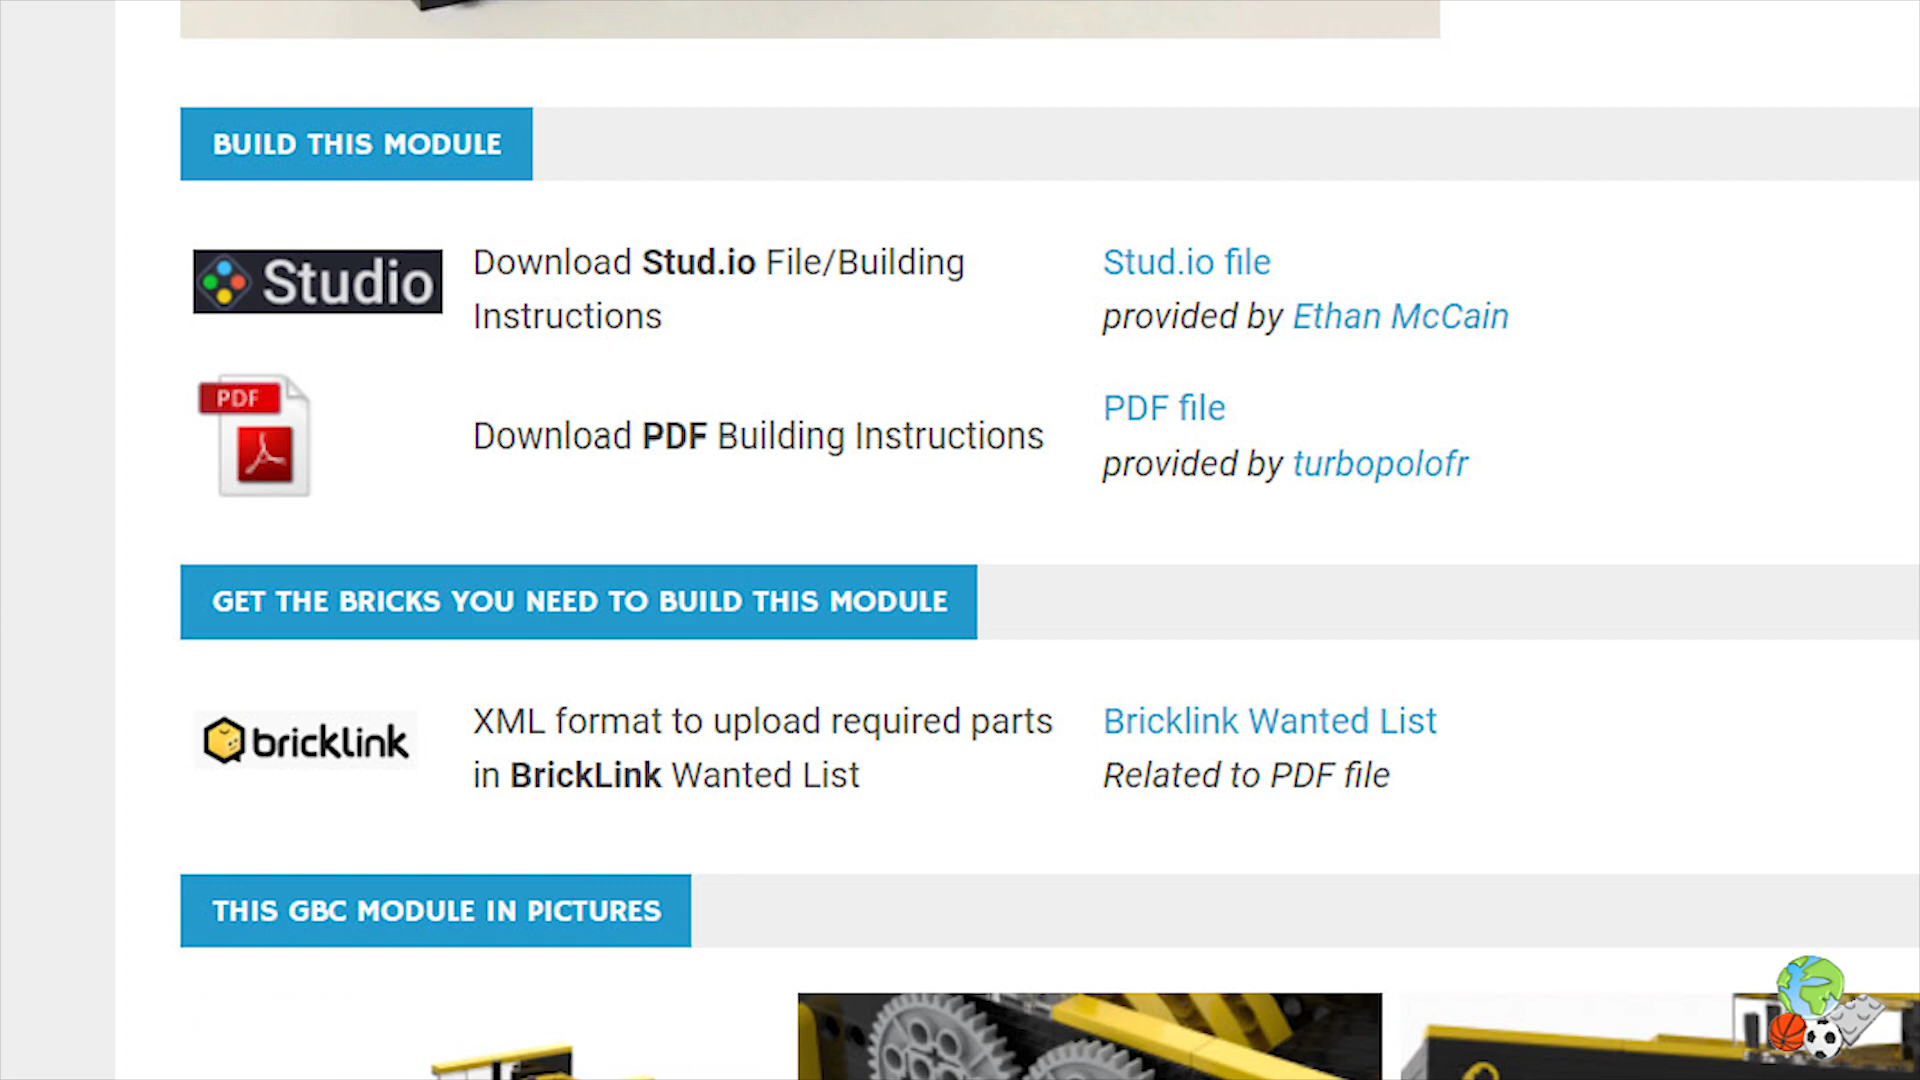 BUILD THIS MODULE
Studio
Download Stud.io File/Building
Instructions
Stud.io file
provided by Ethan McCain
PDF
Download PDF Building Instructions
PDF file
provided by turbopolofr
GET THE BRICKS YOU NEED TO BUILD THIS MODULE
bricklink
XML format to upload required parts
in BrickLink Wanted List
Bricklink Wanted List
Related to PDF file
THIS GBC MODULE IN PICTURES